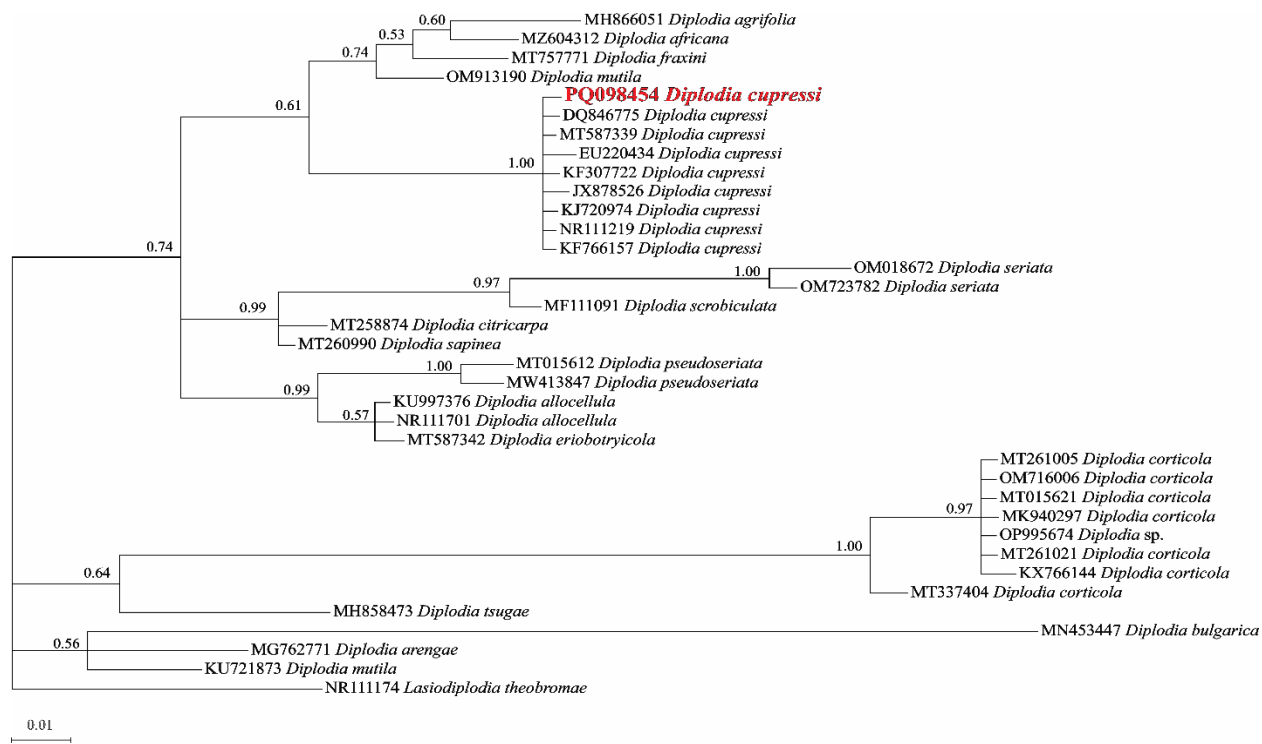 0.60
MH866051 Diplodia agrifolia
0.53
MZ604312 Diplodia africana
0.74
MT757771 Diplodia fraxini
OM913190 Diplodia mutila
0.61
PQ098454 Diplodia cupressi
DQ846775 Diplodia cupressi
MT587339 Diplodia cupressi
EU220434 Diplodia cupressi
1.00
KF307722 Diplodia cupressi
JX878526 Diplodia cupressi
KJ720974 Diplodia cupressi
NR111219 Diplodia cupressi
0.74
KF766157 Diplodia cupressi
1.00
OM018672 Diplodia seriata
0.97
OM723782 Diplodia seriata
0.99
MF111091 Diplodia scrobiculata
MT258874 Diplodia citricarpa
MT260990 Diplodia sapinea
1.00
MT015612 Diplodia pseudoseriata
MW413847 Diplodia pseudoseriata
0.99
KU997376 Diplodia allocellula
0.57
NR111701 Diplodia allocellula
MT587342 Diplodia eriobotryicola
MT261005 Diplodia corticola
OM716006 Diplodia corticola
MT015621 Diplodia corticola
0.97
MK940297 Diplodia corticola
OP995674 Diplodia sp.
1.00
MT261021 Diplodia corticola
0.64
KX766144 Diplodia corticola
MT337404 Diplodia corticola
MH858473 Diplodia tsugae
MN453447 Diplodia bulgarica
0.56
MG762771 Diplodia arengae
KU721873 Diplodia mutila
NR111174 Lasiodiplodia theobromae
0.01